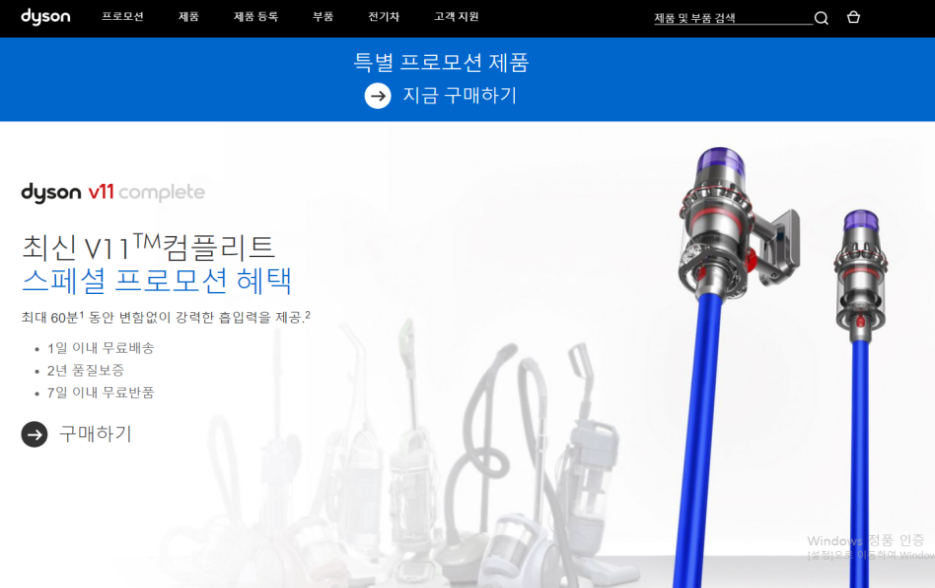 dyson 프로모션 제품 제품 등록 부품 전기차 고객 지원 제품 및 부품 검색
특별 프로모션 제품
지금 구매하기
dyson v11 complete
최신 V11™컴플리트
스페셜 프로모션 혜택
최대 60분¹ 동안 변함없이 강력한 흡입력을 제공.²
• 1일 이내 무료배송
• 2년 품질보증
• 7일 이내 무료반품
구매하기
Windows 정품 인증
[설정]으로 이동하여 Window